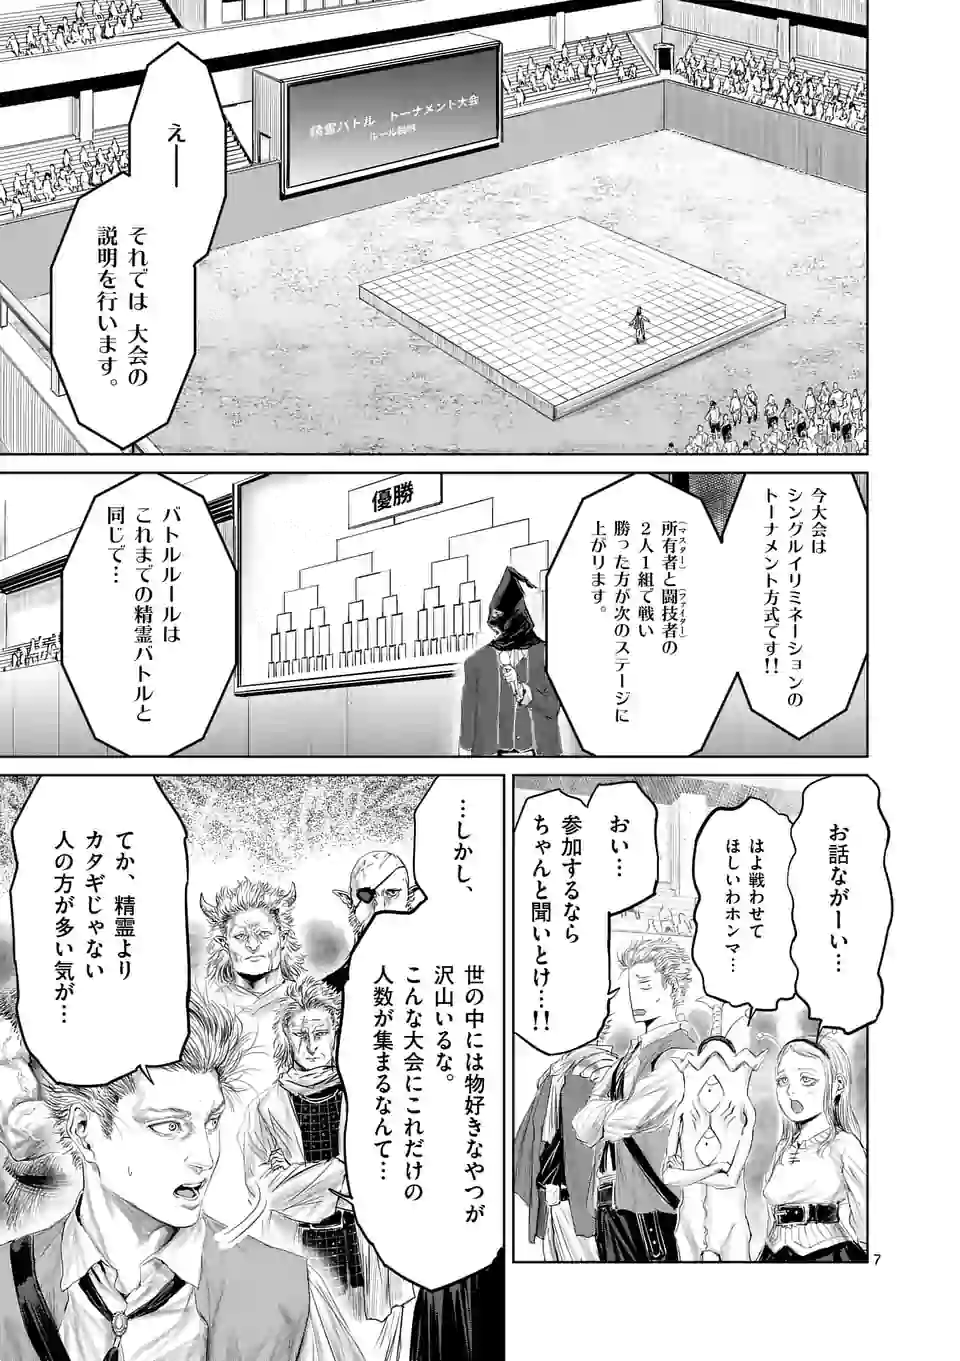 精霊バトル トーナメント大会
ルール説明
えーー
それでは 大会の
説明を行います。
今大会は
シングルイリミネーションの
トーナメント方式です!!
所有者と闘技者の
(マスター)
(ファイター)
2人1組で戦い
勝った方が次のステージに
上がります。
優勝
バトルルールは
これまでの精霊バトルと
同じで…
お話ながーい…
はよ戦わせて
ほしいわホンマ…
おい…
参加するなら
ちゃんと聞いとけ…!!
…しかし、
世の中には物好きなやつが
沢山いるな。
こんな大会にこれだけの
人数が集まるなんて…
てか、精霊より
カタギじゃない
人の方が多い気が…
7